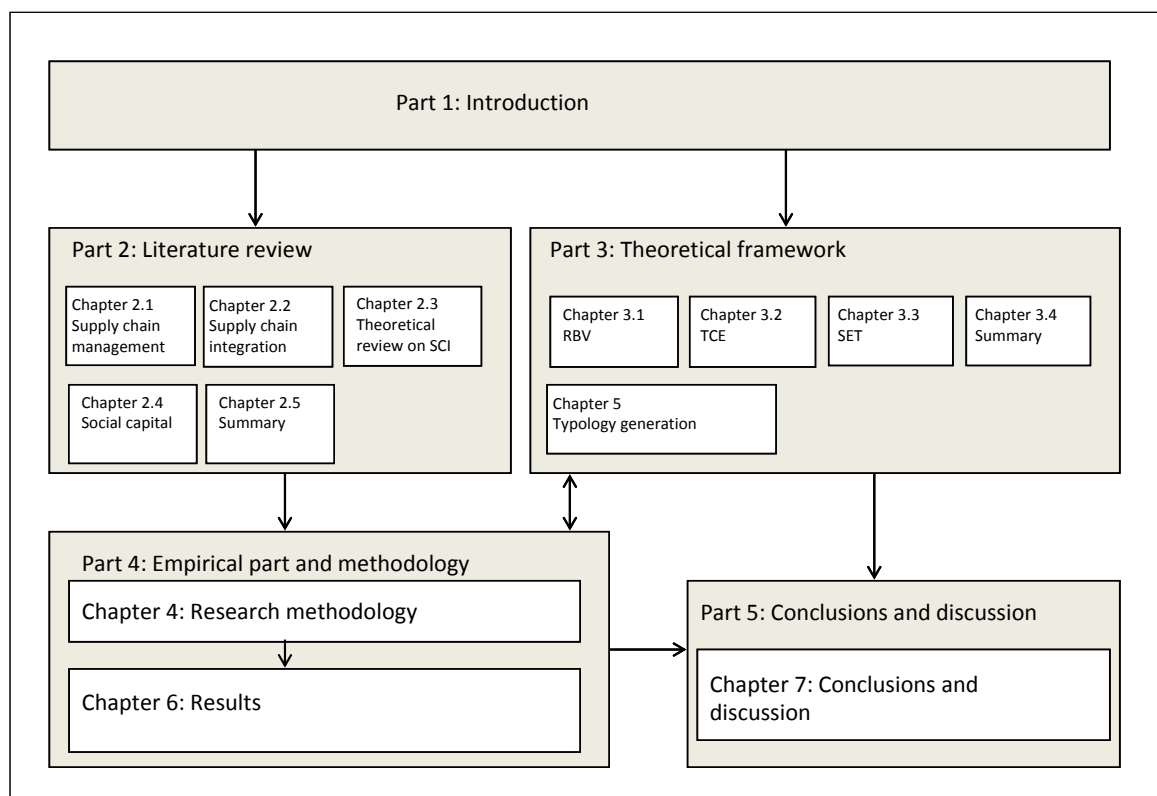 Part 1: Introduction
Part 2: Literature review
Chapter 2.1
Supply chain
management
Chapter 2.2
Supply chain
integration
Chapter 2.3
Theoretical
review on SCI
Chapter 2.4
Social capital
Chapter 2.5
Summary
Part 3: Theoretical framework
Chapter 3.1
RBV
Chapter 3.2
TCE
Chapter 3.3
SET
Chapter 3.4
Summary
Chapter 5
Typology generation
Part 4: Empirical part and methodology
Chapter 4: Research methodology
Chapter 6: Results
Part 5: Conclusions and discussion
Chapter 7: Conclusions and
discussion